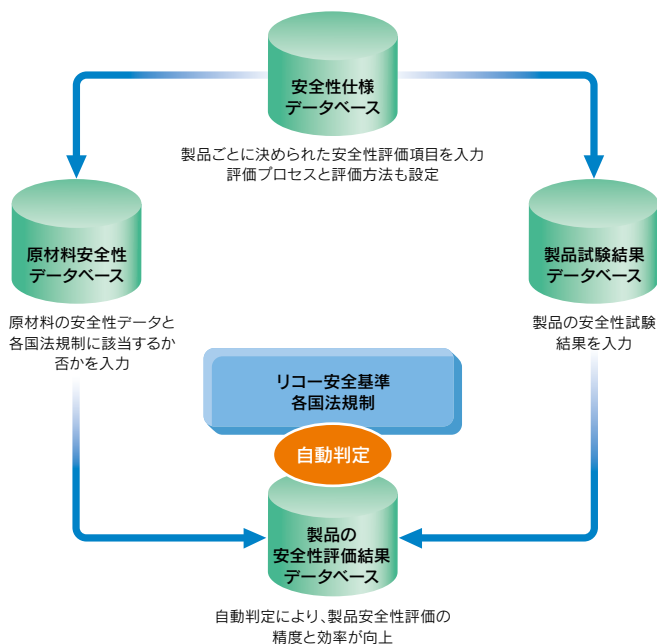 安全性仕様
データベース
製品ごとに決められた安全性評価項目を入力
評価プロセスと評価方法も設定
原材料安全性
データベース
原材料の安全性データと
各国法規制に該当するか
否かを入力
製品試験結果
データベース
製品の安全性試験
結果を入力
リコー安全基準
各国法規制
自動判定
製品の
安全性評価結果
データベース
自動判定により、製品安全性評価の
精度と効率が向上